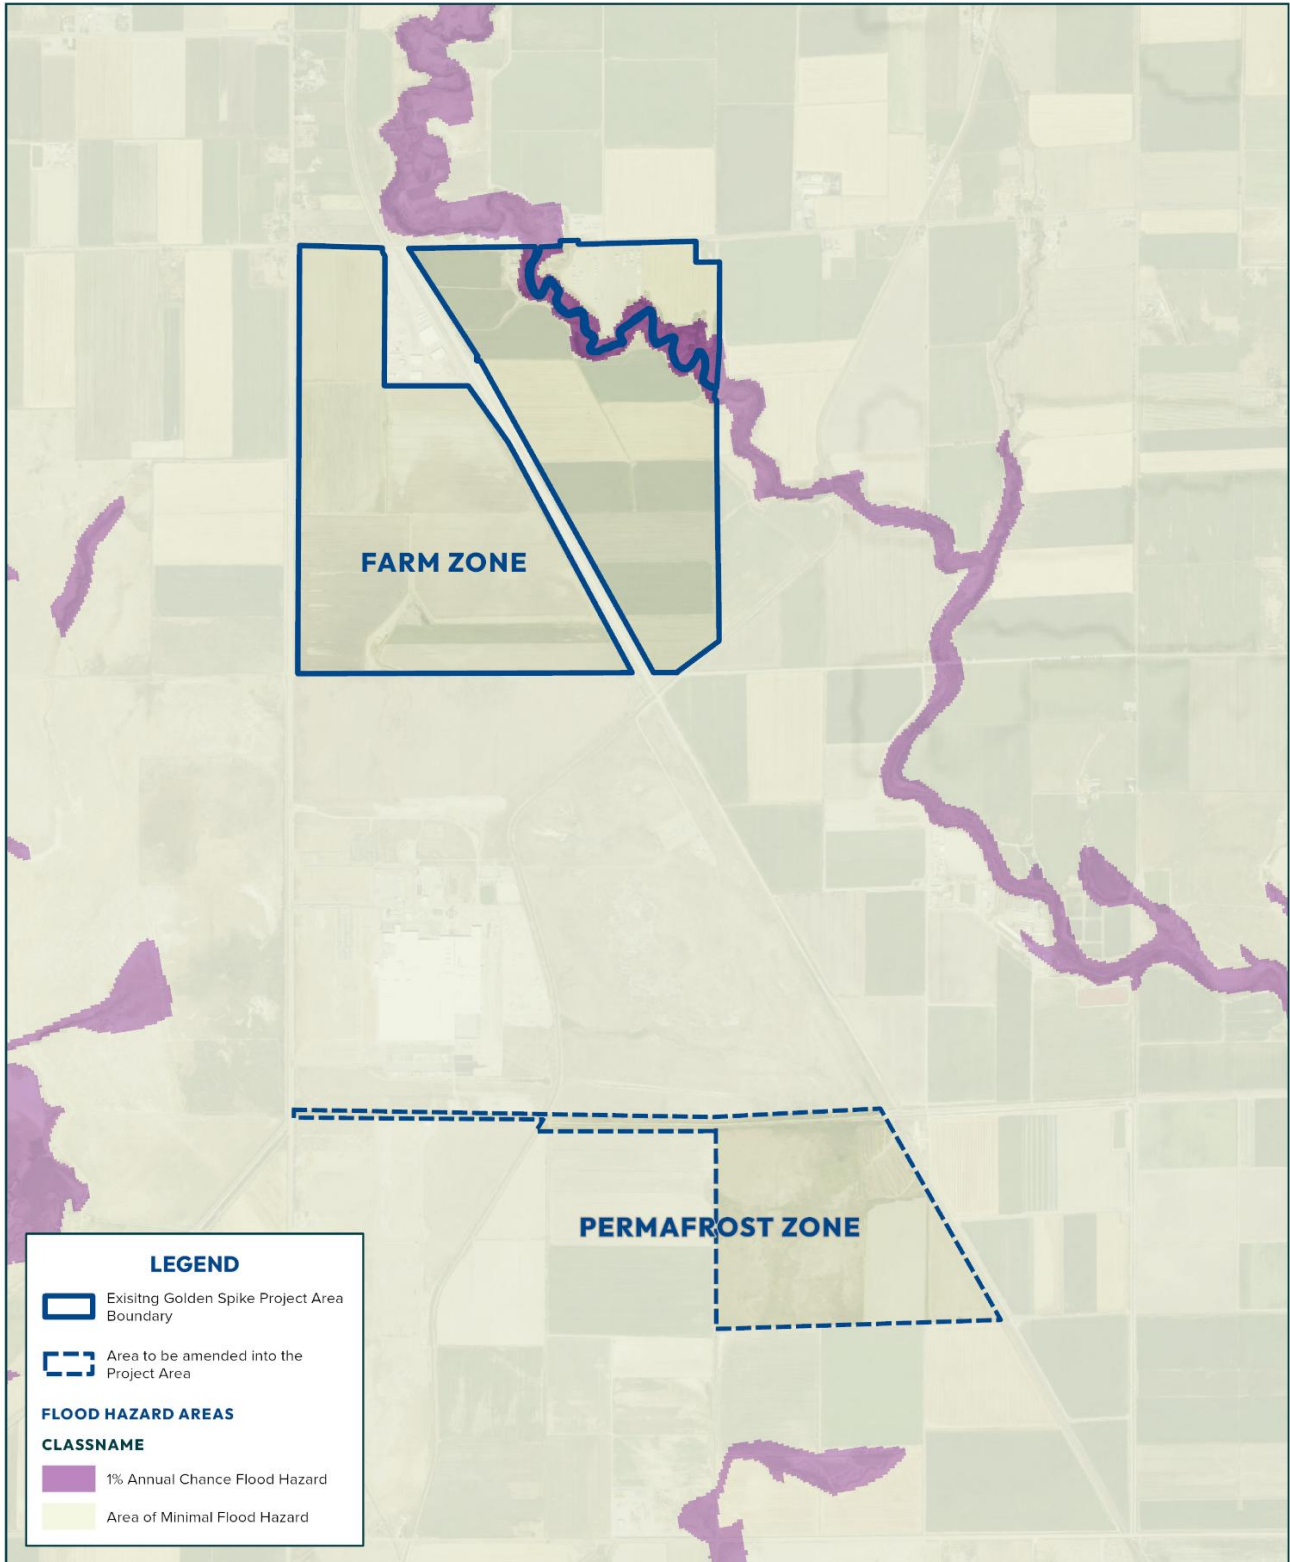 FARM ZONE
PERMAFROST ZONE
LEGEND
Exisitng Golden Spike Project Area
Boundary
Area to be amended into the
Project Area
FLOOD HAZARD AREAS
CLASSNAME
1% Annual Chance Flood Hazard
Area of Minimal Flood Hazard